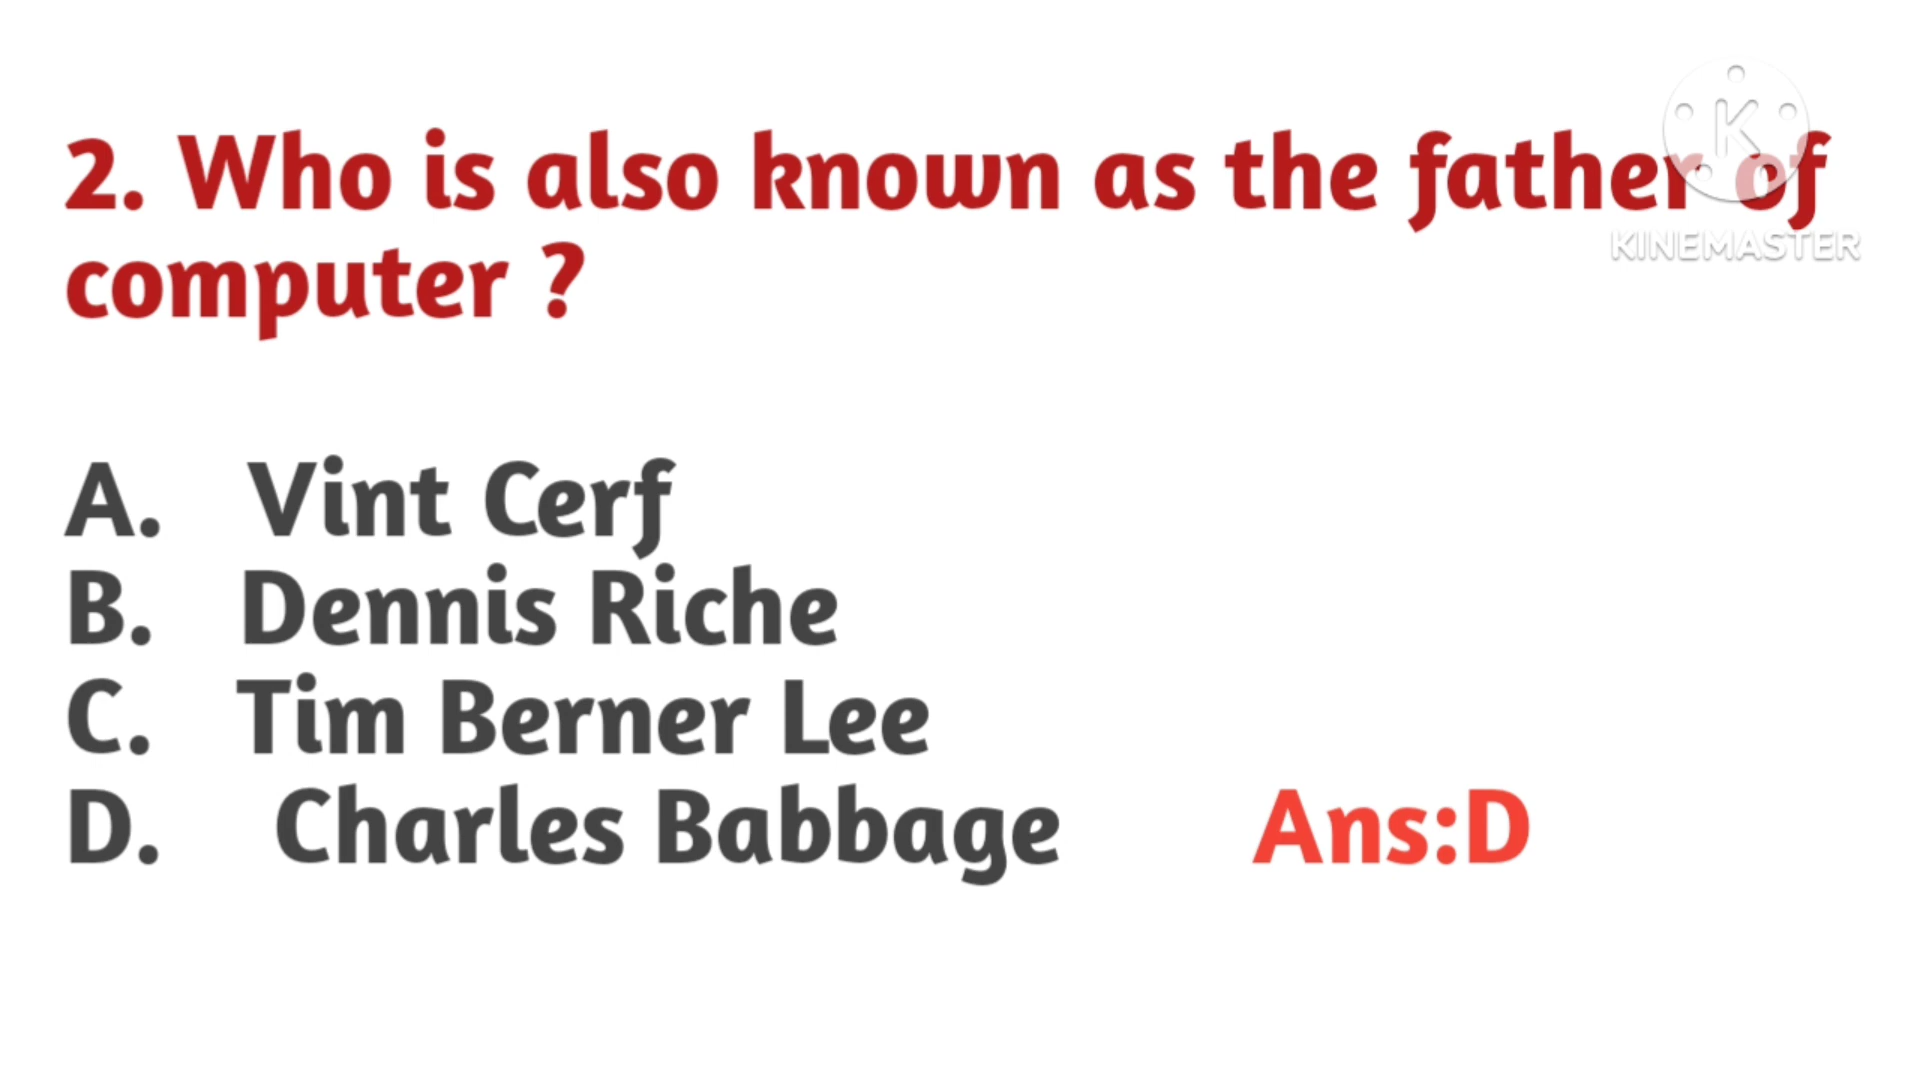 2. Who is also known as the father of
computer ?
K
KINEMASTER
A. Vint Cerf
B. Dennis Riche
C. Tim Berner Lee
D. Charles Babbage Ans:D